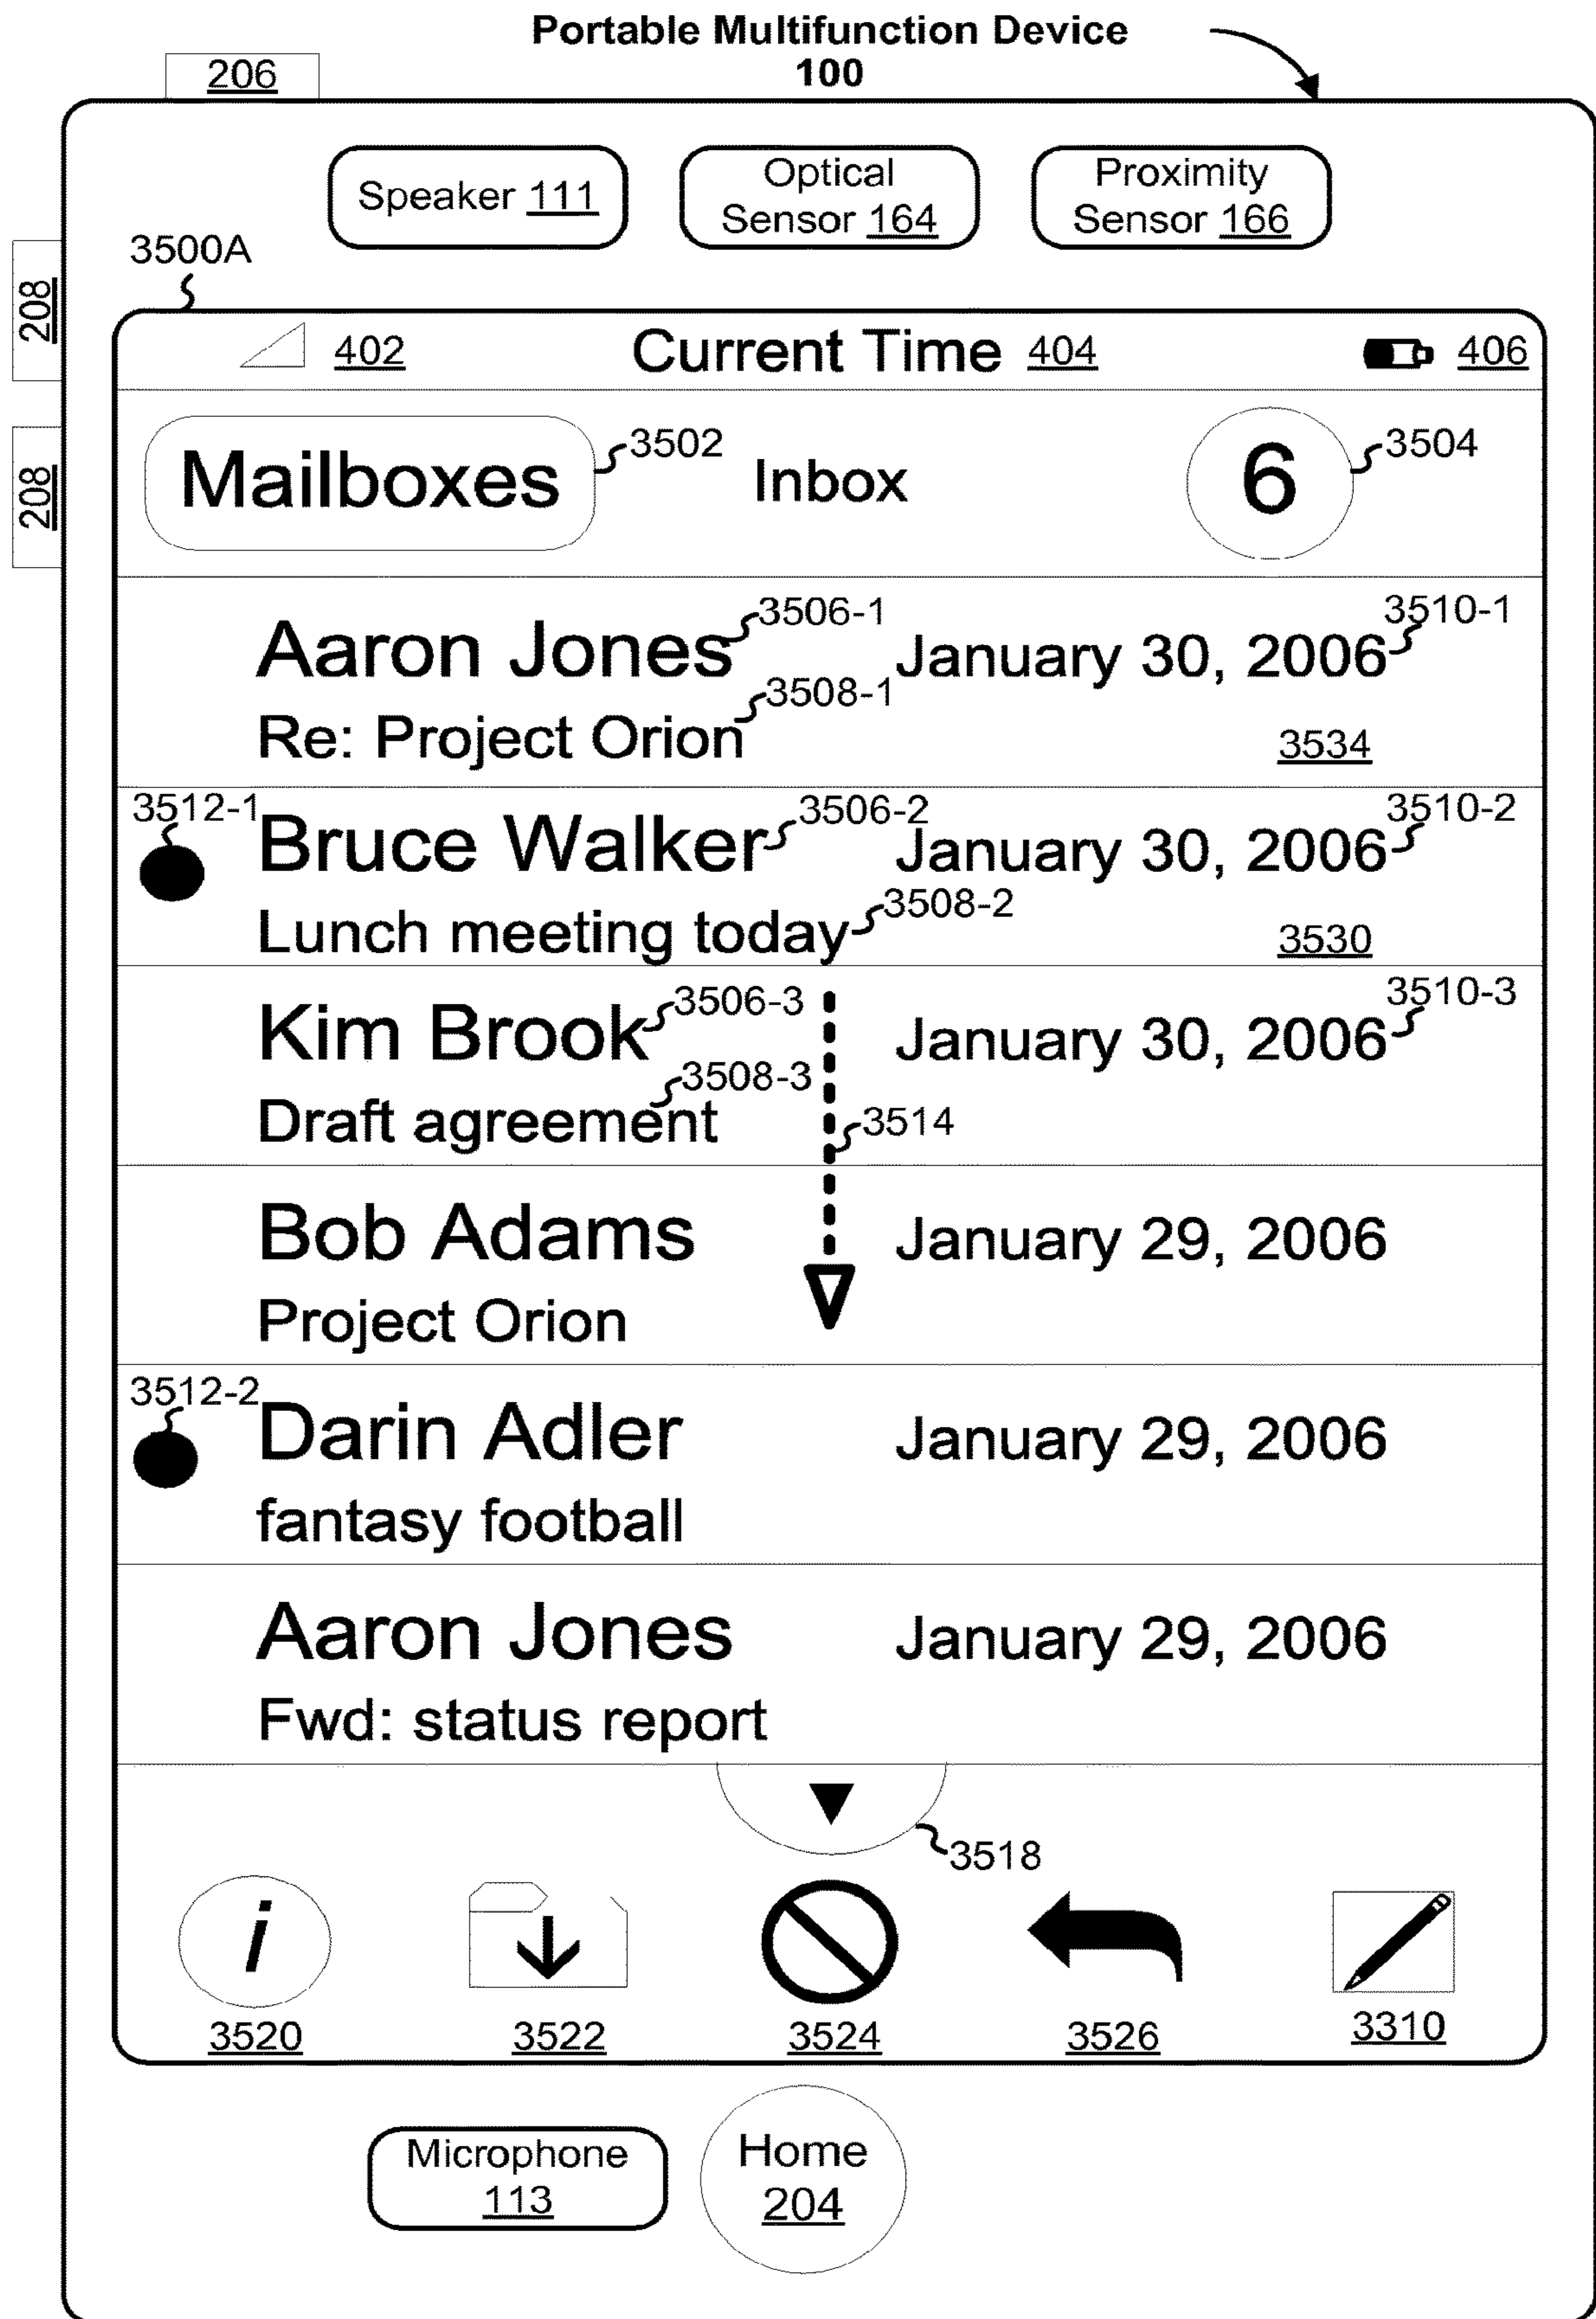 Portable Multifunction Device
100
206
Speaker 111
Optical
Sensor 164
Proximity
Sensor 166
3500A
208
208
402 Current Time 404 406
Mailboxes 3502 Inbox 6 3504
3506-1 3510-1
Aaron Jones January 30, 2006
3508-1
Re: Project Orion 3534
3512-1 3506-2 3510-2
Bruce Walker January 30, 2006
3508-2
Lunch meeting today 3530
3506-3 3510-3
Kim Brook January 30, 2006
3508-3
Draft agreement 3514
Bob Adams January 29, 2006
Project Orion
3512-2
Darin Adler January 29, 2006
fantasy football
Aaron Jones January 29, 2006
Fwd: status report
3518
i
3520 3522 3524 3526 3310
Microphone
113
Home
204